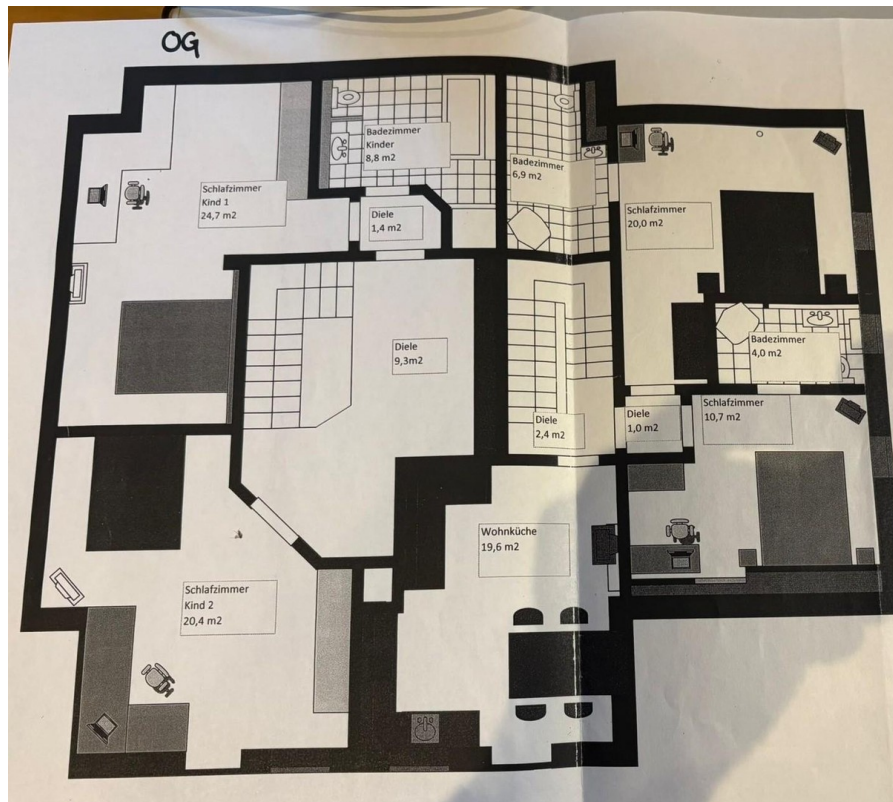 OG
Badezimmer
Kinder
8,8 m2
Badezimmer
6,9 m2
Schlafzimmer
Kind 1
24,7 m2
Diele
1,4 m2
Schlafzimmer
20,0 m2
Diele
9,3m2
Badezimmer
4,0 m2
Diele
2,4 m2
Diele
1,0 m2
Schlafzimmer
10,7 m2
Wohnküche
19,6 m2
Schlafzimmer
Kind 2
20,4 m2